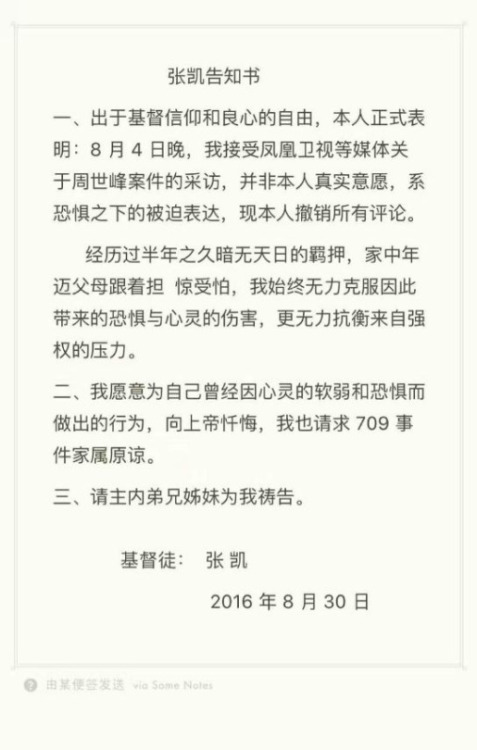 张凯告知书
一、出于基督信仰和良心的自由，本人正式表
明：8 月 4 日晚，我接受凤凰卫视等媒体关
于周世峰案件的采访，并非本人真实意愿，系
恐惧之下的被迫表达，现本人撤销所有评论。
经历过半年之久暗无天日的羁押，家中年
迈父母跟着担 惊受怕，我始终无力克服因此
带来的恐惧与心灵的伤害，更无力抗衡来自强
权的压力。
二、我愿意为自己曾经因心灵的软弱和恐惧而
做出的行为，向上帝忏悔，我也请求 709 事
件家属原谅。
三、请主内弟兄姊妹为我祷告。
基督徒： 张 凯
2016 年 8 月 30 日
由某便签发送 via Some Notes